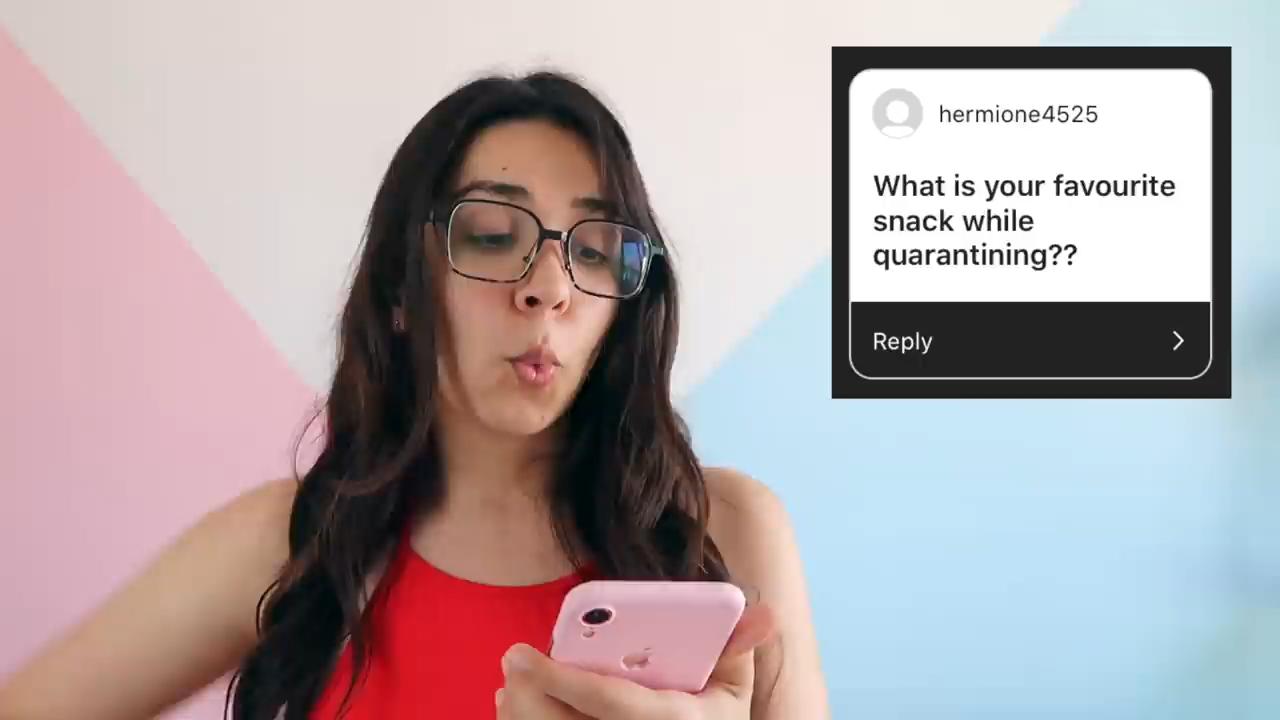 hermione4525
What is your favourite
snack while
quarantining??
Reply